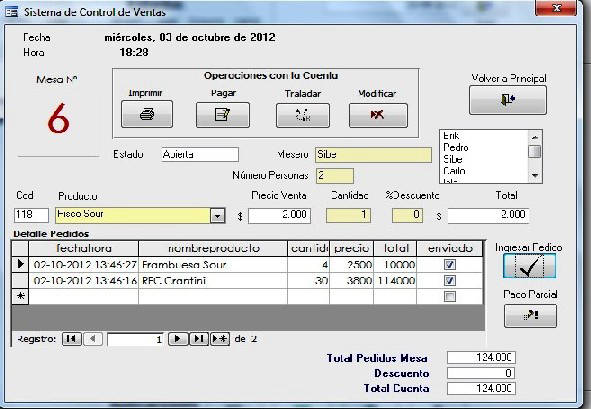 Sistema de Control de Ventas
Fecha miércoles, 03 de octubre de 2012
Hora 18:28
Mesa Nº
6
Operaciones con la Cuenta
Imprimir Pagar Traladar Modificar
Volver a Principal
Estado Abierta Mesero Sibe
Número Personas 2
Erik
Pedro
Sibe
Carlo
Cod Producto Precio Venta Cantidad %Descuento Total
118 Pisco Sour $ 2.000 1 0 $ 2.000
Detalle Pedidos
fechahora nombreproducto cantida precio total enviado
02-10-2012 13:46:27 Frambuesa Sour 4 2500 10000
02-10-2012 13:46:16 30 3800 114000
Ingresar Pedido
Pago Parcial
Registro: 1 de 2
Total Pedidos Mesa 124.000
Descuento 0
Total Cuenta 124.000